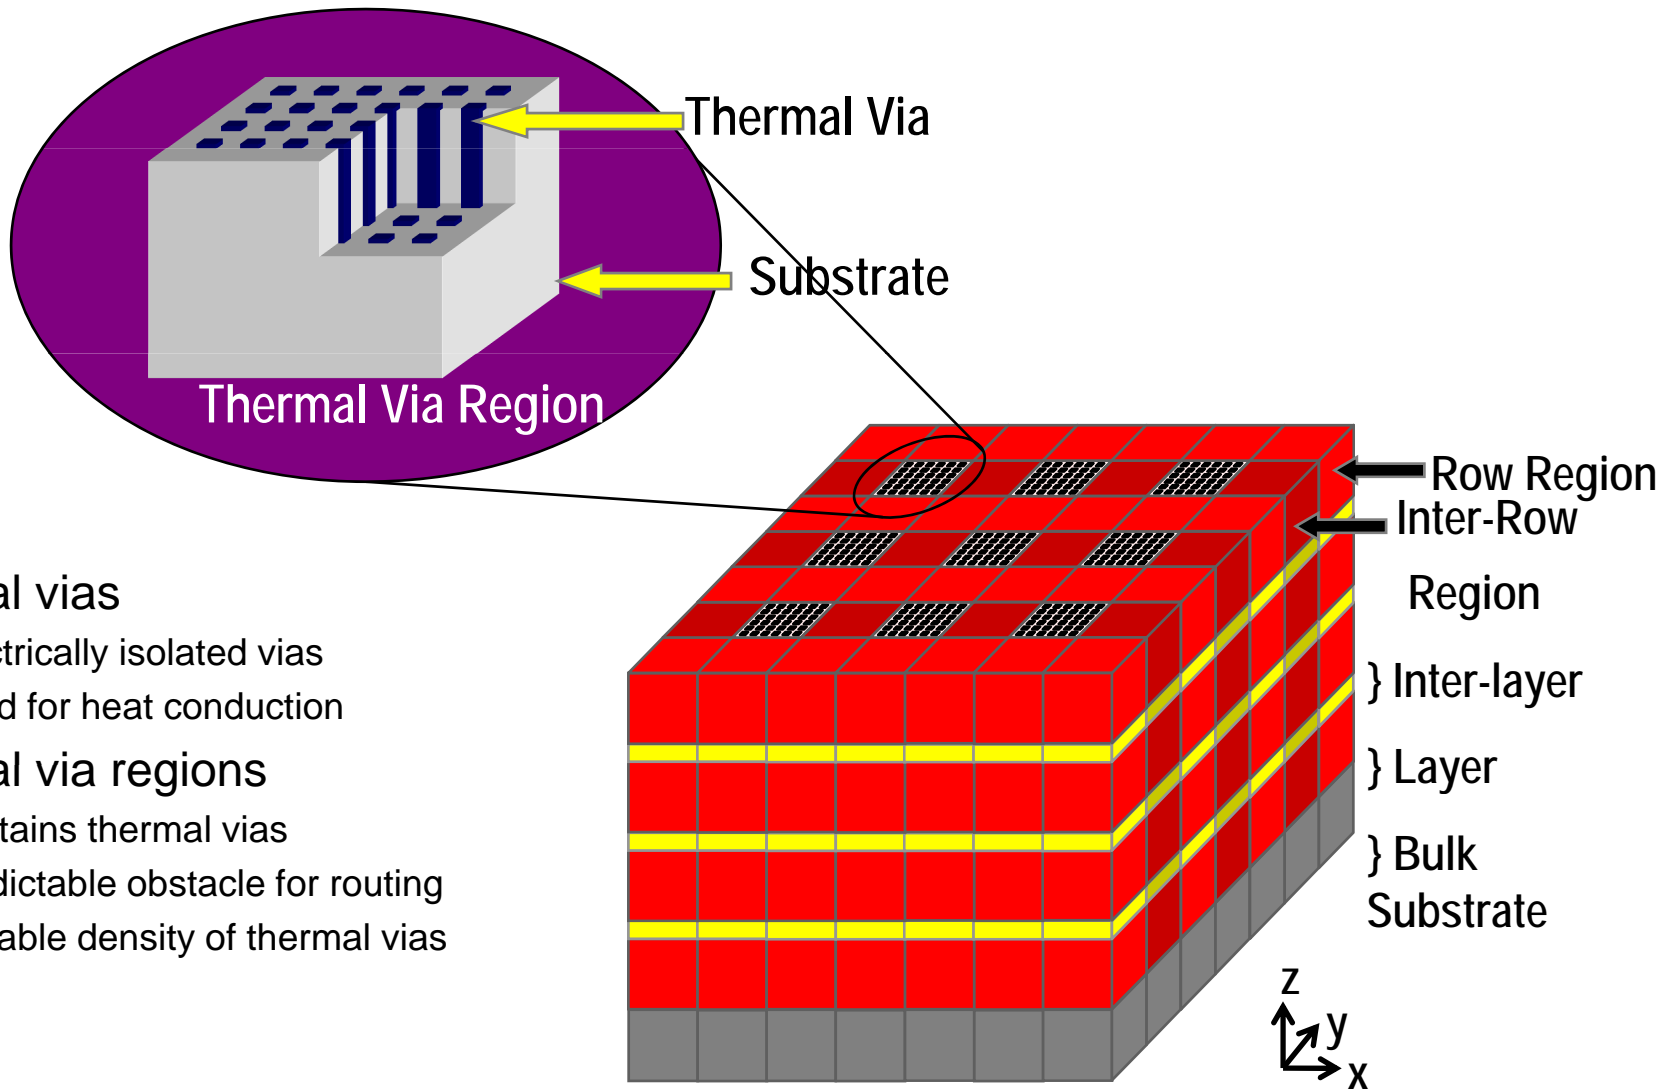 Thermal Via
Substrate
Thermal Via Region
Row Region
Inter-Row
Region
} Inter-layer
} Layer
} Bulk
Substrate
al vias
ctrically isolated vias
d for heat conduction
al via regions
tains thermal vias
dictable obstacle for routing
able density of thermal vias
z
y
x